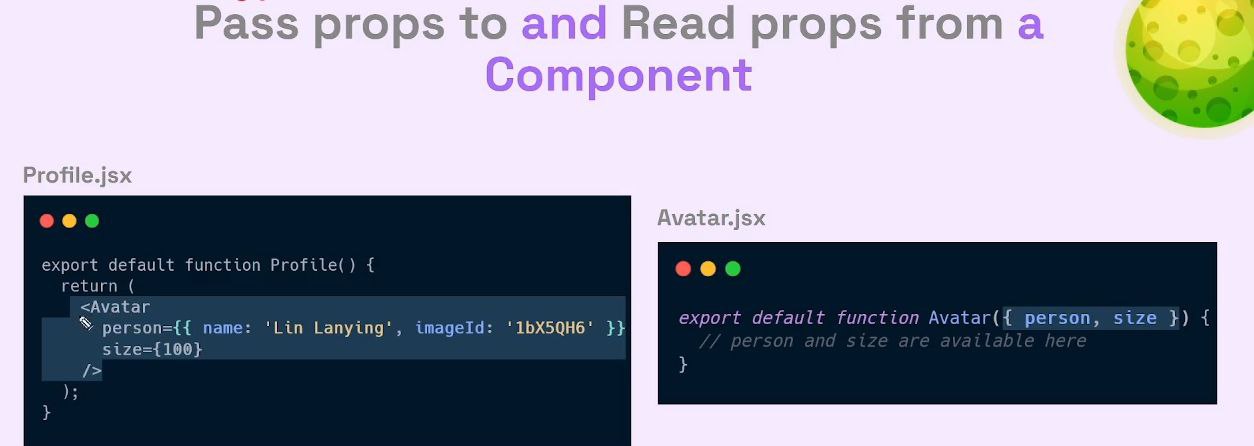 Pass props to and Read props from a
Component
Profile.jsx
export default function Profile() {
return (
<Avatar
person={{ name: 'Lin Lanying', imageId: '1bX5QH6' }}
size={100}
/>
);
}
Avatar.jsx
export default function Avatar({ person, size }) {
// person and size are available here
}